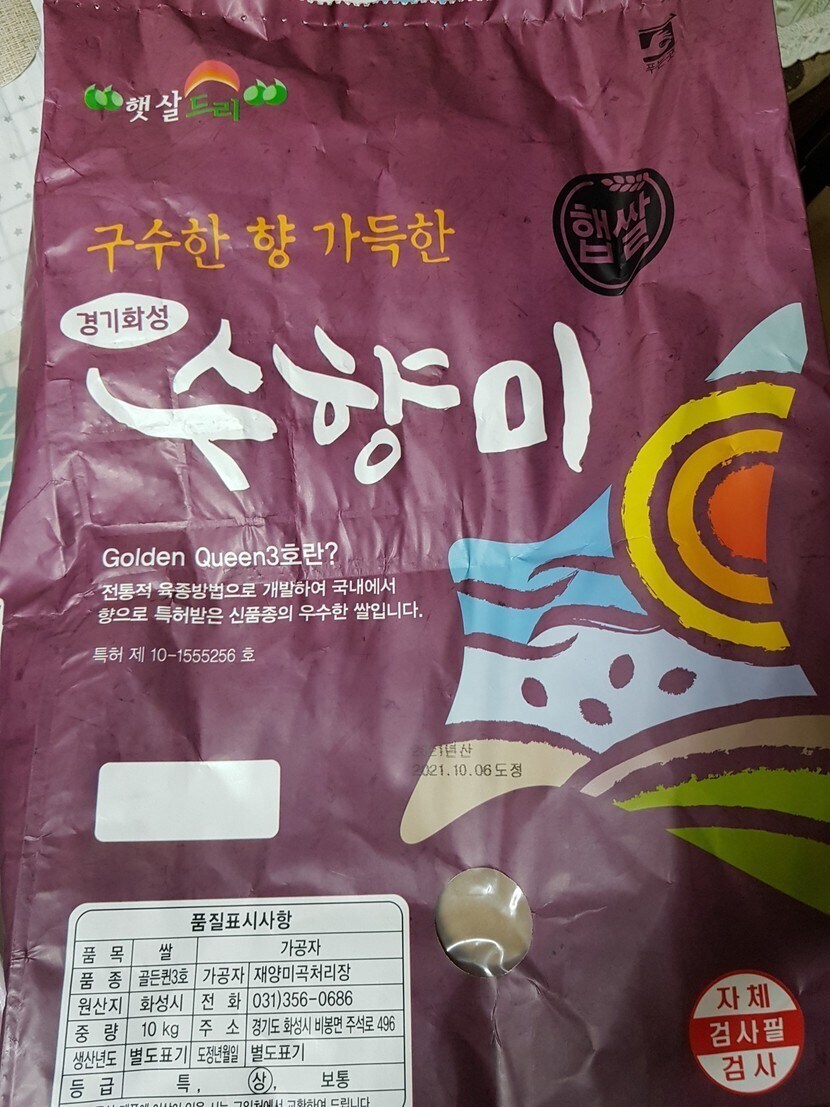 햇살드리
구수한 향 가득한
햅쌀
경기화성
수향미
Golden Queen3호란?
전통적 육종방법으로 개발하여 국내에서
향으로 특허받은 신품종의 우수한 쌀입니다.
특허 제 10-1555256 호
2021.10.06도정
품질표시사항
품 목 쌀 가공자
품 종 골든퀸3호 가공자 재양미곡처리장
원산지 화성시 전 화 031)356-0686
중 량 10 kg 주 소 경기도 화성시 비봉면 주석로 496
생산년도 별도표기 도정년월일 별도표기
등 급 특, 상, 보통
자체
검사필
검사